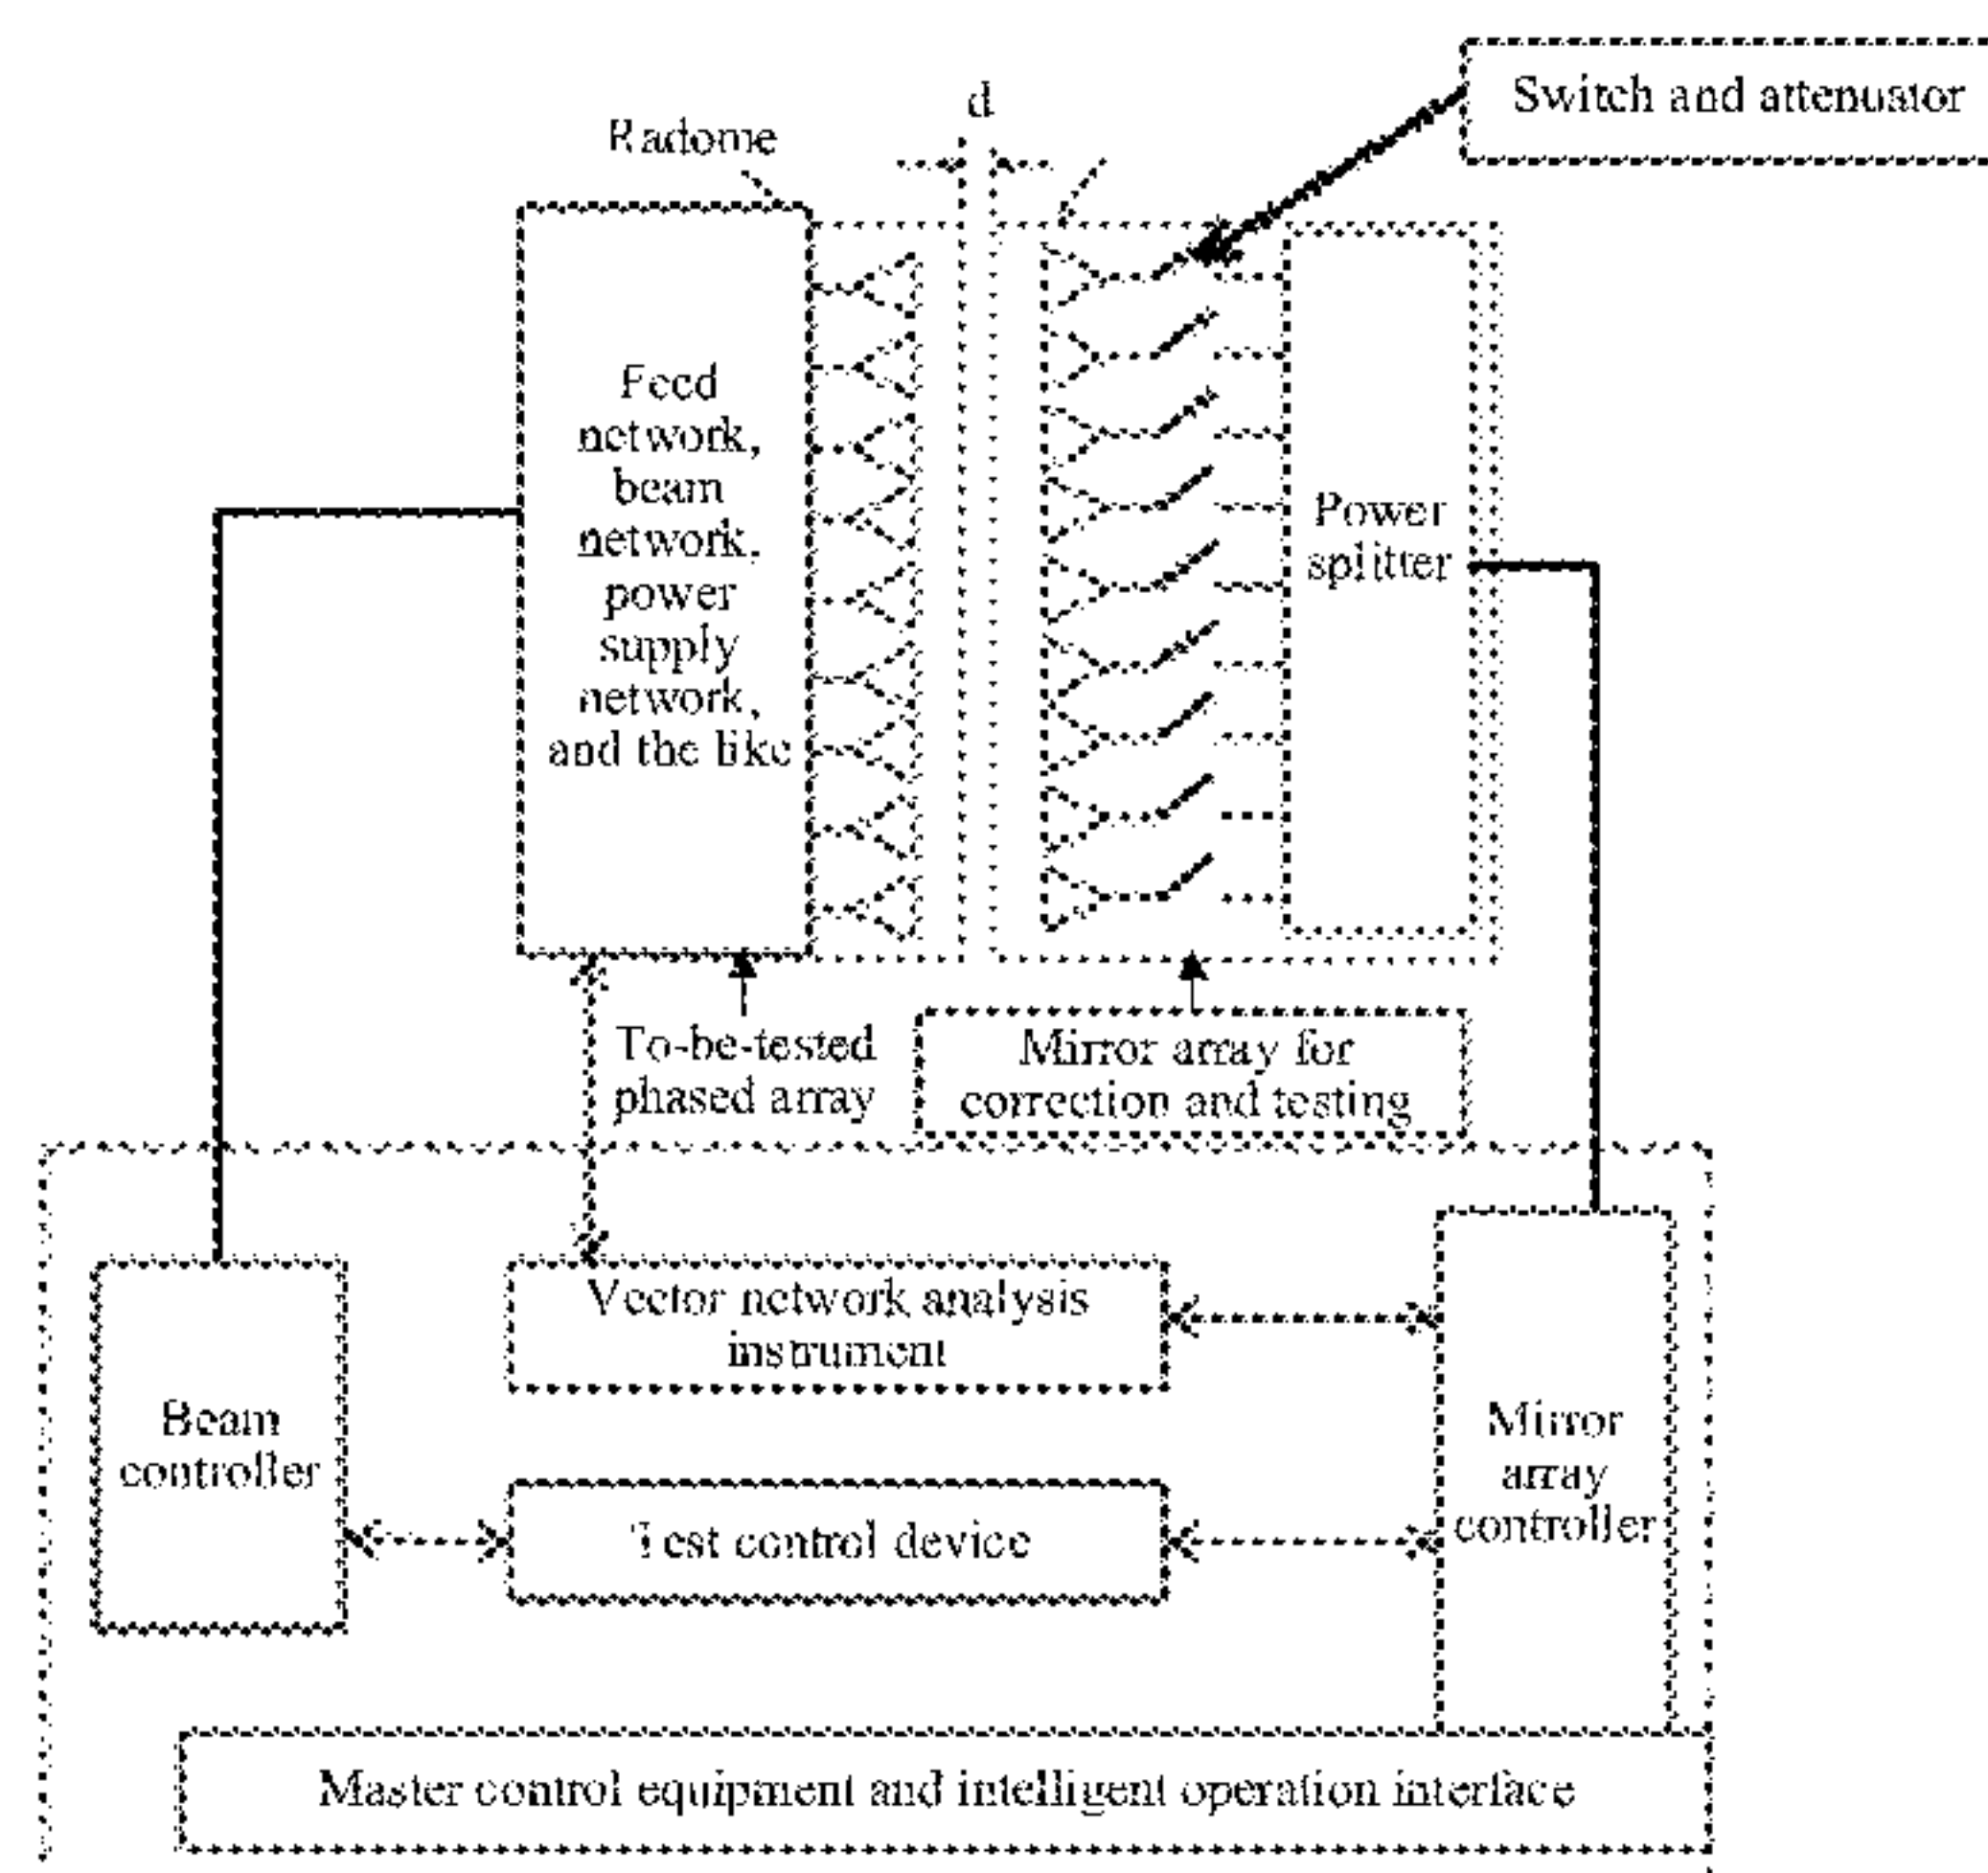 d
Radome
Switch and attenuator
Feed
network,
beam
network,
power
supply
network,
and the like
Power
splitter
To-be-tested
phased array
Mirror array for
correction and testing
Vector network analysis
instrument
Beam
controller
Test control device
Mirror
array
controller
Master control equipment and intelligent operation interface